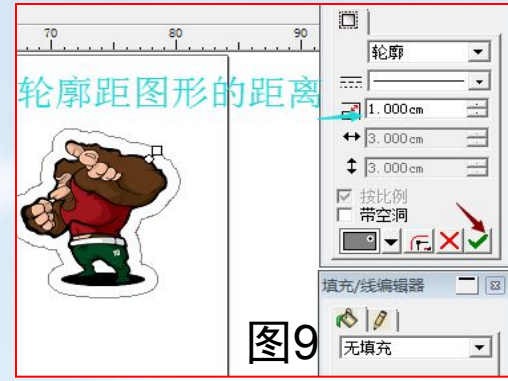 70 80 90
轮廓
轮廓距图形的距离
1.000cm
3.000cm
3.000cm
按比例
带空洞
填充/线编辑器
图9
无填充